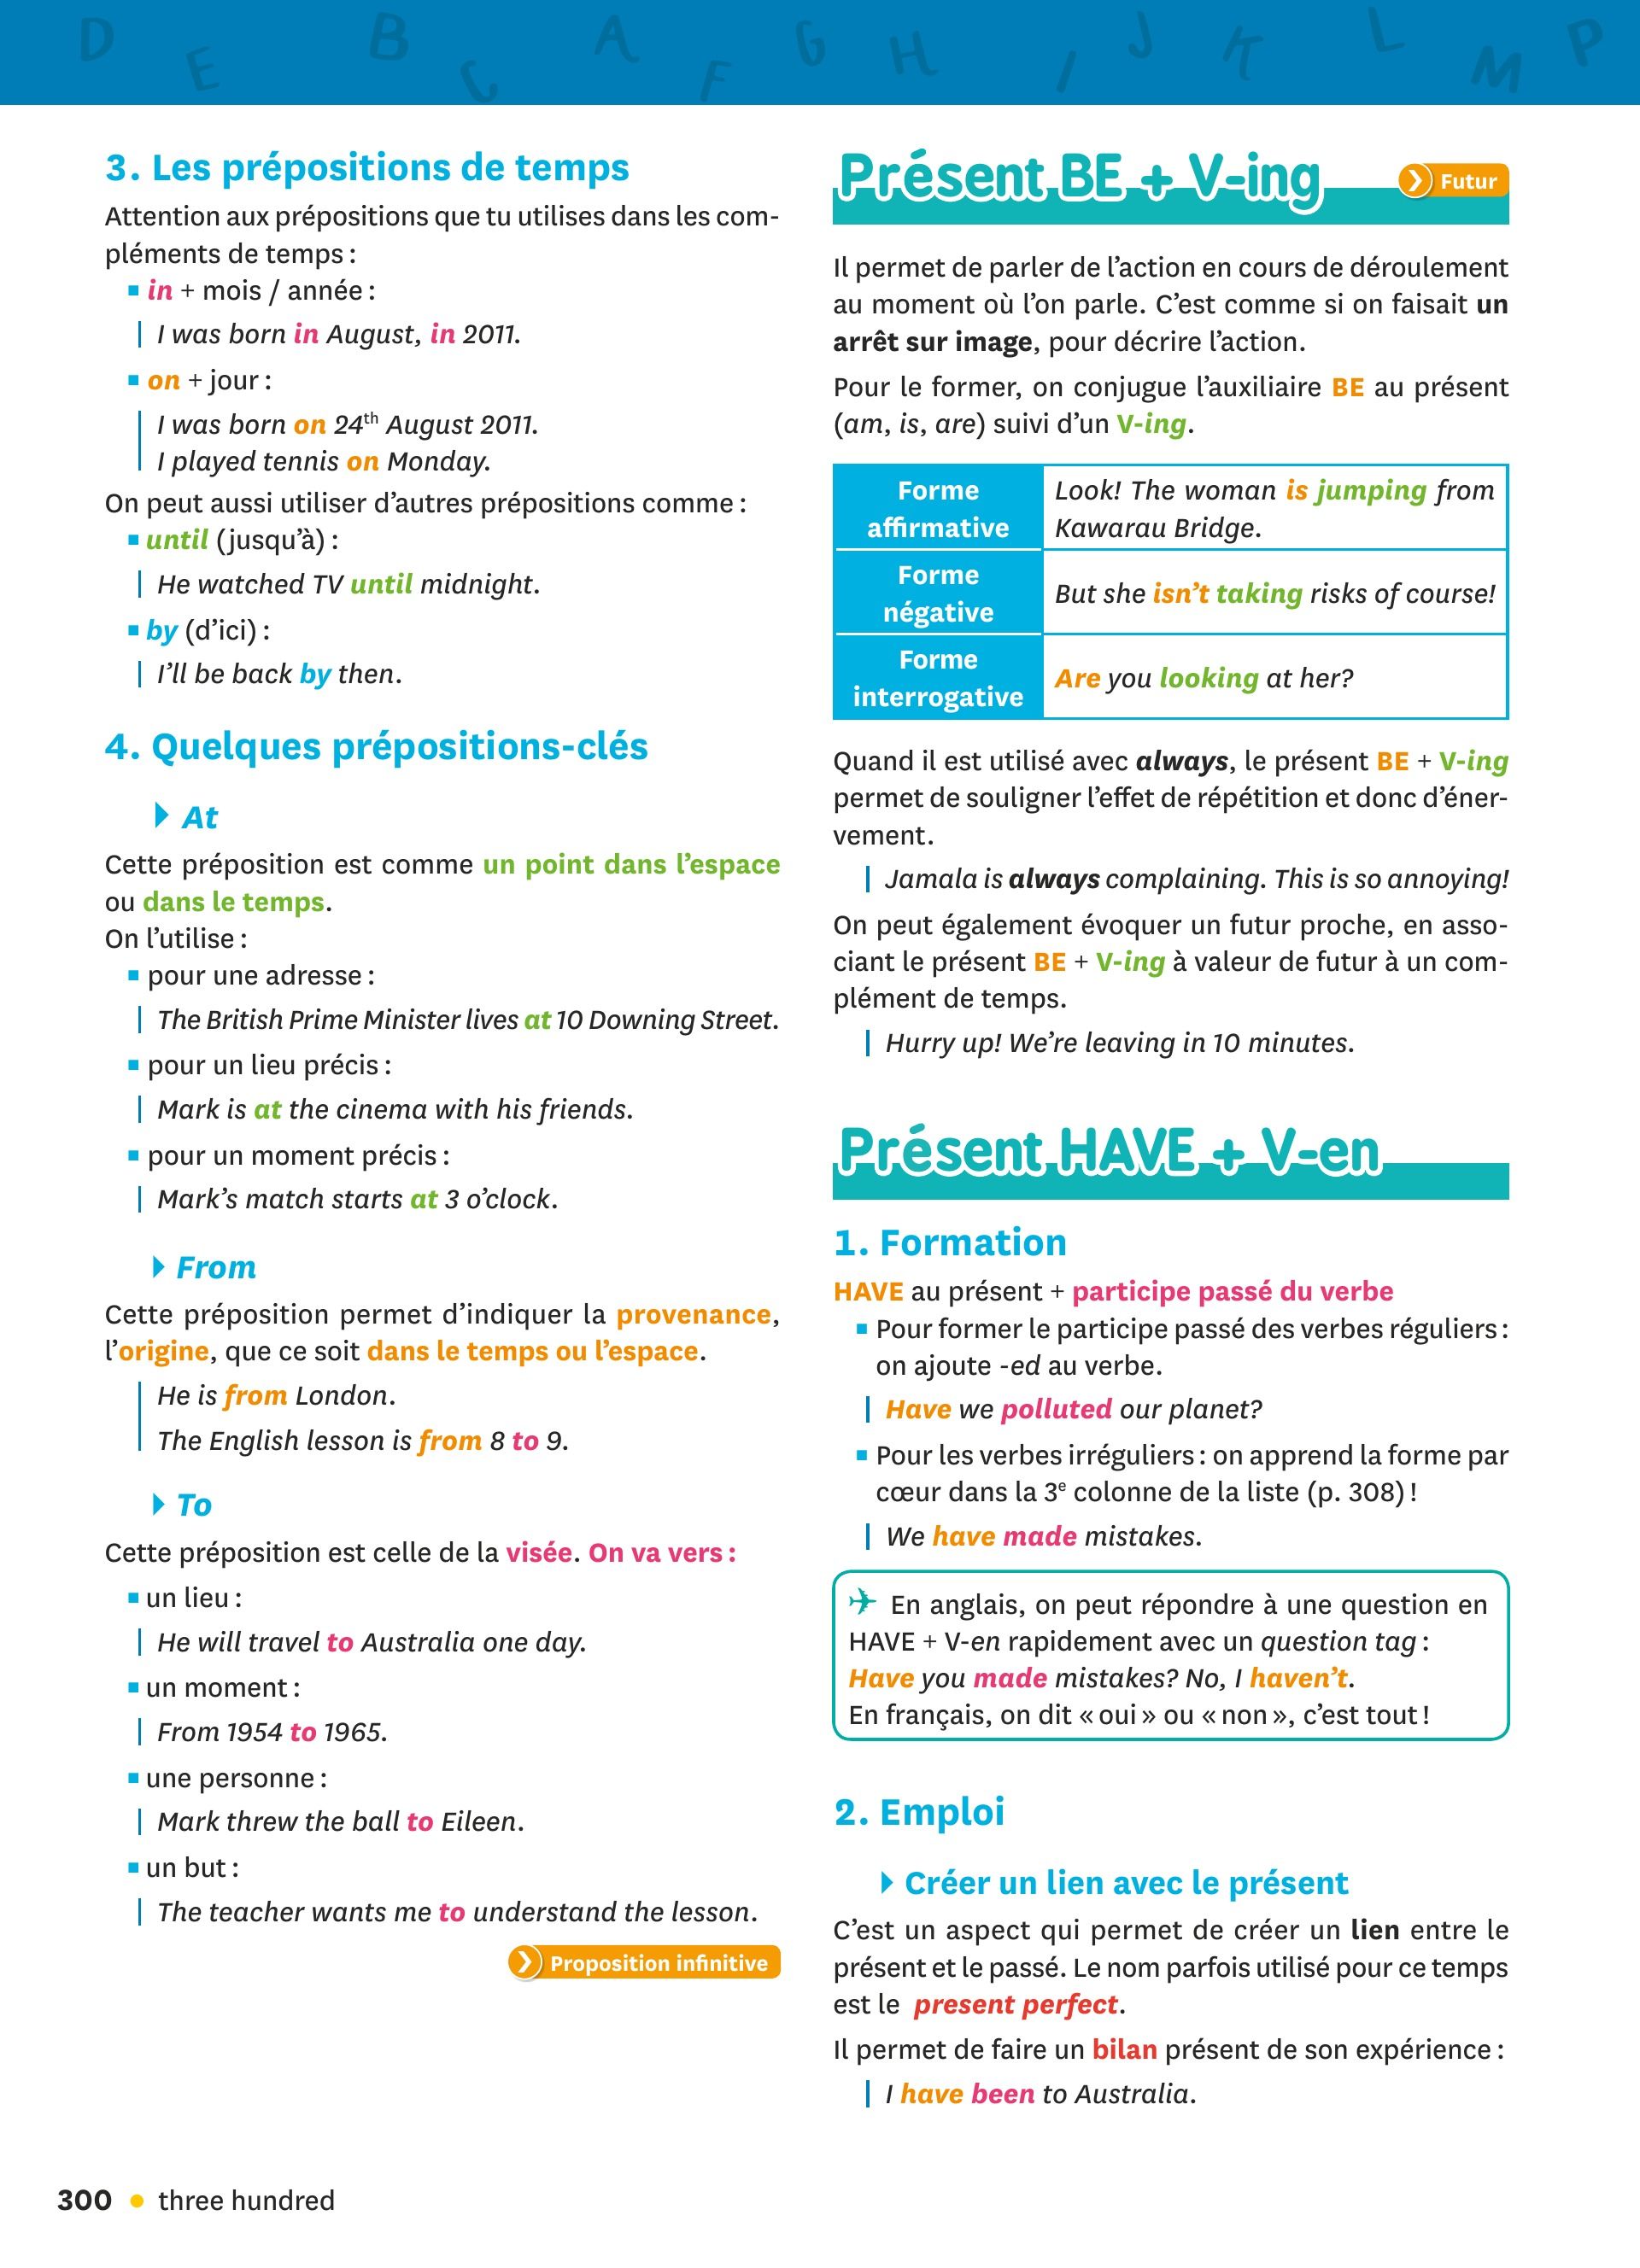 D E B C A F G H I J K L M P
3. Les prépositions de temps
Attention aux prépositions que tu utilises dans les com-
pléments de temps :
in + mois / année :
I was born in August, in 2011.
on + jour :
I was born on 24th August 2011.
I played tennis on Monday.
On peut aussi utiliser d'autres prépositions comme :
until (jusqu'à) :
He watched TV until midnight.
by (d'ici) :
I'll be back by then.
4. Quelques prépositions-clés
At
Cette préposition est comme un point dans l'espace
ou dans le temps.
On l'utilise :
pour une adresse :
The British Prime Minister lives at 10 Downing Street.
pour un lieu précis :
Mark is at the cinema with his friends.
pour un moment précis :
Mark's match starts at 3 o'clock.
From
Cette préposition permet d'indiquer la provenance,
l'origine, que ce soit dans le temps ou l'espace.
He is from London.
The English lesson is from 8 to 9.
To
Cette préposition est celle de la visée. On va vers :
un lieu :
He will travel to Australia one day.
un moment :
From 1954 to 1965.
une personne :
Mark threw the ball to Eileen.
un but :
The teacher wants me to understand the lesson.
Proposition infinitive
Présent BE + V-ing
Futur
Il permet de parler de l'action en cours de déroulement
au moment où l'on parle. C'est comme si on faisait un
arrêt sur image, pour décrire l'action.
Pour le former, on conjugue l'auxiliaire BE au présent
(am, is, are) suivi d'un V-ing.
Forme
affirmative
Look! The woman is jumping from
Kawarau Bridge.
Forme
négative
But she isn't taking risks of course!
Forme
interrogative
Are you looking at her?
Quand il est utilisé avec always, le présent BE + V-ing
permet de souligner l'effet de répétition et donc d'éner-
vement.
Jamala is always complaining. This is so annoying!
On peut également évoquer un futur proche, en asso-
ciant le présent BE + V-ing à valeur de futur à un com-
plément de temps.
Hurry up! We're leaving in 10 minutes.
Présent HAVE + V-en
1. Formation
HAVE au présent + participe passé du verbe
Pour former le participe passé des verbes réguliers :
on ajoute -ed au verbe.
Have we polluted our planet?
Pour les verbes irréguliers : on apprend la forme par
cœur dans la 3e colonne de la liste (p. 308) !
We have made mistakes.
En anglais, on peut répondre à une question en
HAVE + V-en rapidement avec un question tag :
Have you made mistakes? No, I haven't.
En français, on dit « oui » ou « non », c'est tout !
2. Emploi
Créer un lien avec le présent
C'est un aspect qui permet de créer un lien entre le
présent et le passé. Le nom parfois utilisé pour ce temps
est le present perfect.
Il permet de faire un bilan présent de son expérience :
I have been to Australia.
300 • three hundred